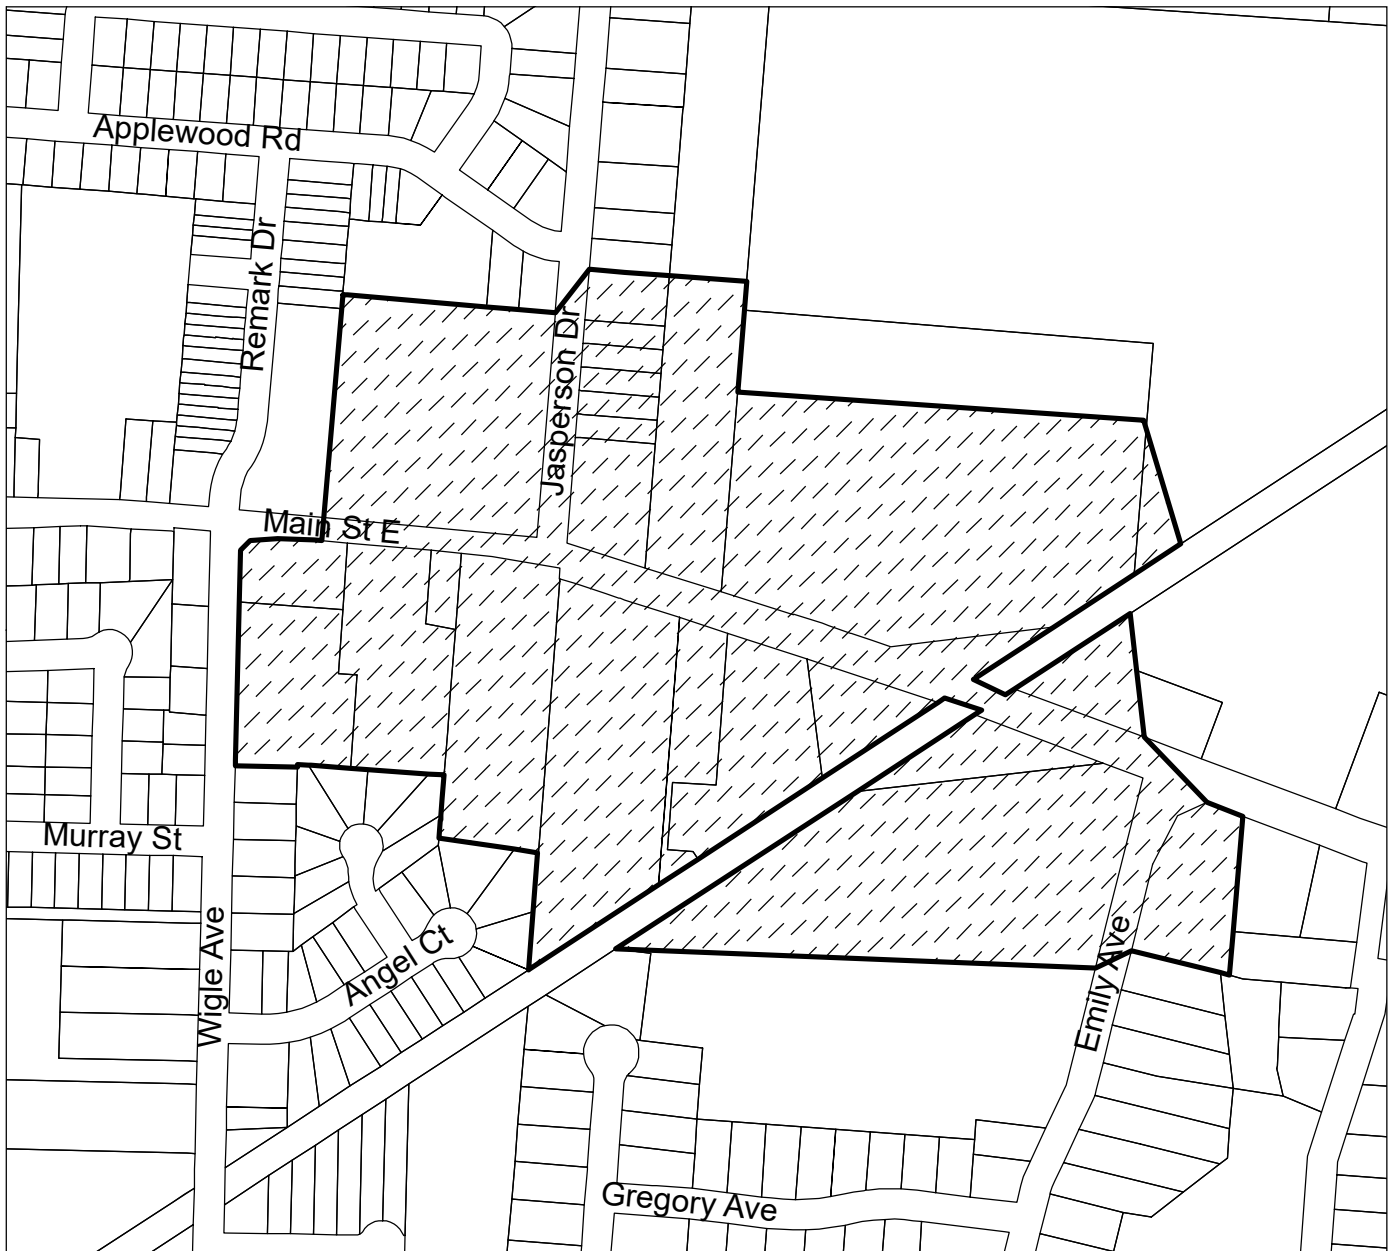 Applewood Rd
Remark Dr
Jasperson Dr
Main St E
Murray St
Wigle Ave
Angel Ct
Emily Ave
Gregory Ave